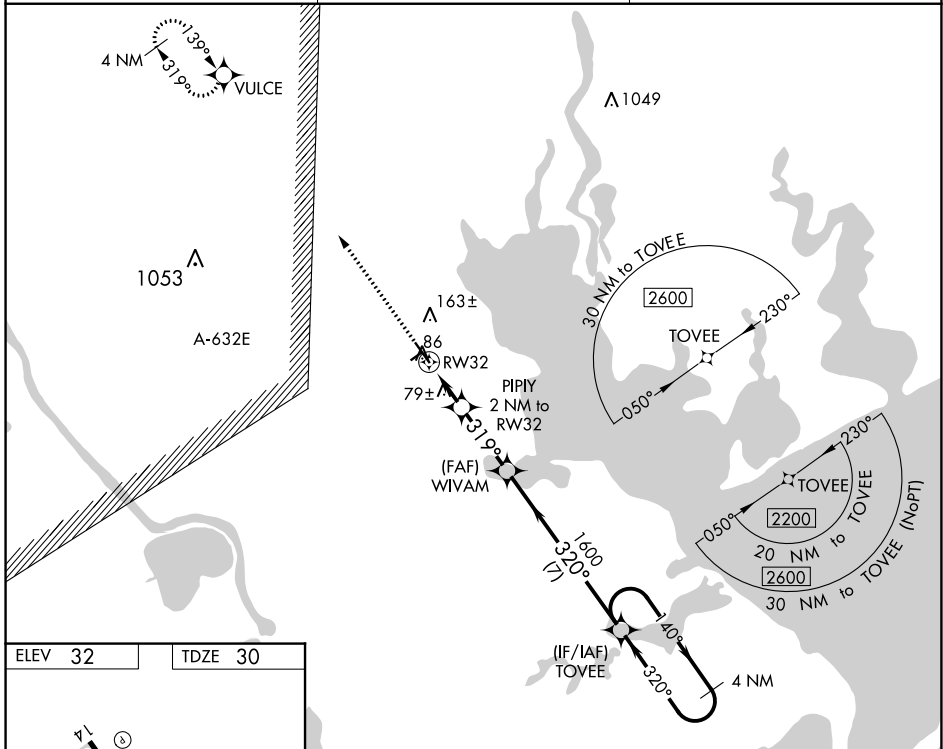 139°
4 NM
319°
VULCE
1049
1053
A-632E
30 NM to TOVEE
2600
230°
TOVEE
050°
163±
86
RW32
79±
PIPIY
2 NM to
RW32
319°
(FAF)
WIVAM
230°
TOVEE
050°
2200
20 NM to TOVEE
2600
30 NM to TOVEE (NoPT)
1600
320°
(7)
140°
(IF/IAF)
TOVEE
320°
4 NM
ELEV 32
TDZE 30
14
P